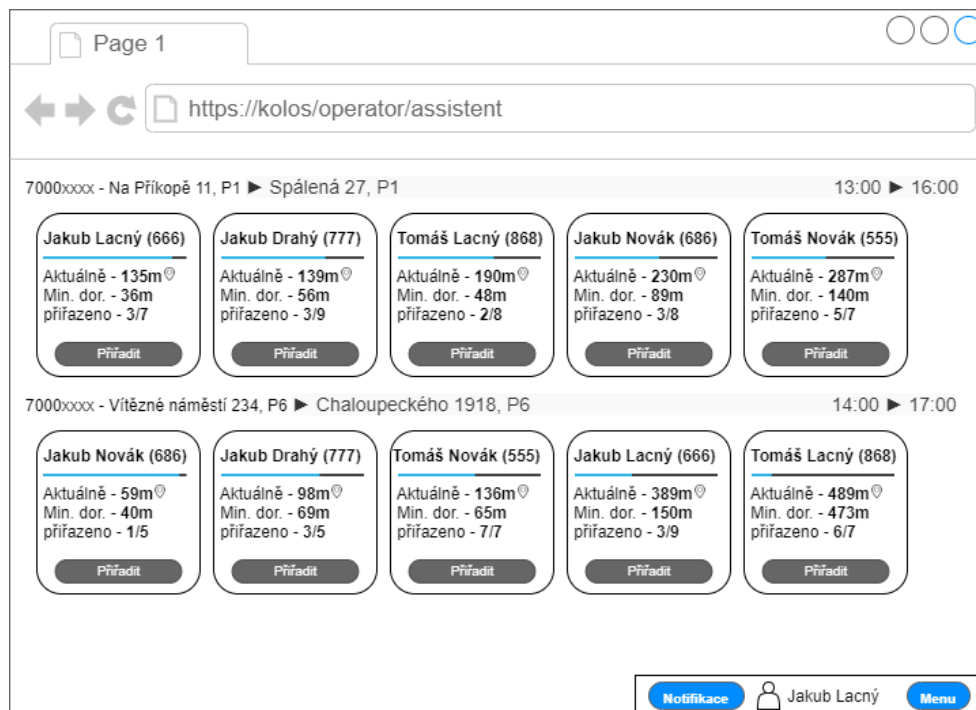 Page 1
https://kolos/operator/assistent
7000xxxx - Na Příkopě 11, P1 ► Spálená 27, P1 13:00 ► 16:00
Jakub Lacný (666) Jakub Drahý (777) Tomáš Lacný (868) Jakub Novák (686) Tomáš Novák (555)
Aktuálně - 135m Aktuálně - 139m Aktuálně - 190m Aktuálně - 230m Aktuálně - 287m
Min. dor. - 36m Min. dor. - 56m Min. dor. - 48m Min. dor. - 89m Min. dor. - 140m
přiřazeno - 3/7 přiřazeno - 3/9 přiřazeno - 2/8 přiřazeno - 3/8 přiřazeno - 5/7
Přiřadit Přiřadit Přiřadit Přiřadit Přiřadit
7000xxxx - Vítězné náměstí 234, P6 ► Chaloupeckého 1918, P6 14:00 ► 17:00
Jakub Novák (686) Jakub Drahý (777) Tomáš Novák (555) Jakub Lacný (666) Tomáš Lacný (868)
Aktuálně - 59m Aktuálně - 98m Aktuálně - 136m Aktuálně - 389m Aktuálně - 489m
Min. dor. - 40m Min. dor. - 69m Min. dor. - 65m Min. dor. - 150m Min. dor. - 473m
přiřazeno - 1/5 přiřazeno - 3/5 přiřazeno - 7/7 přiřazeno - 3/9 přiřazeno - 6/7
Přiřadit Přiřadit Přiřadit Přiřadit Přiřadit
Notifikace Jakub Lacný Menu